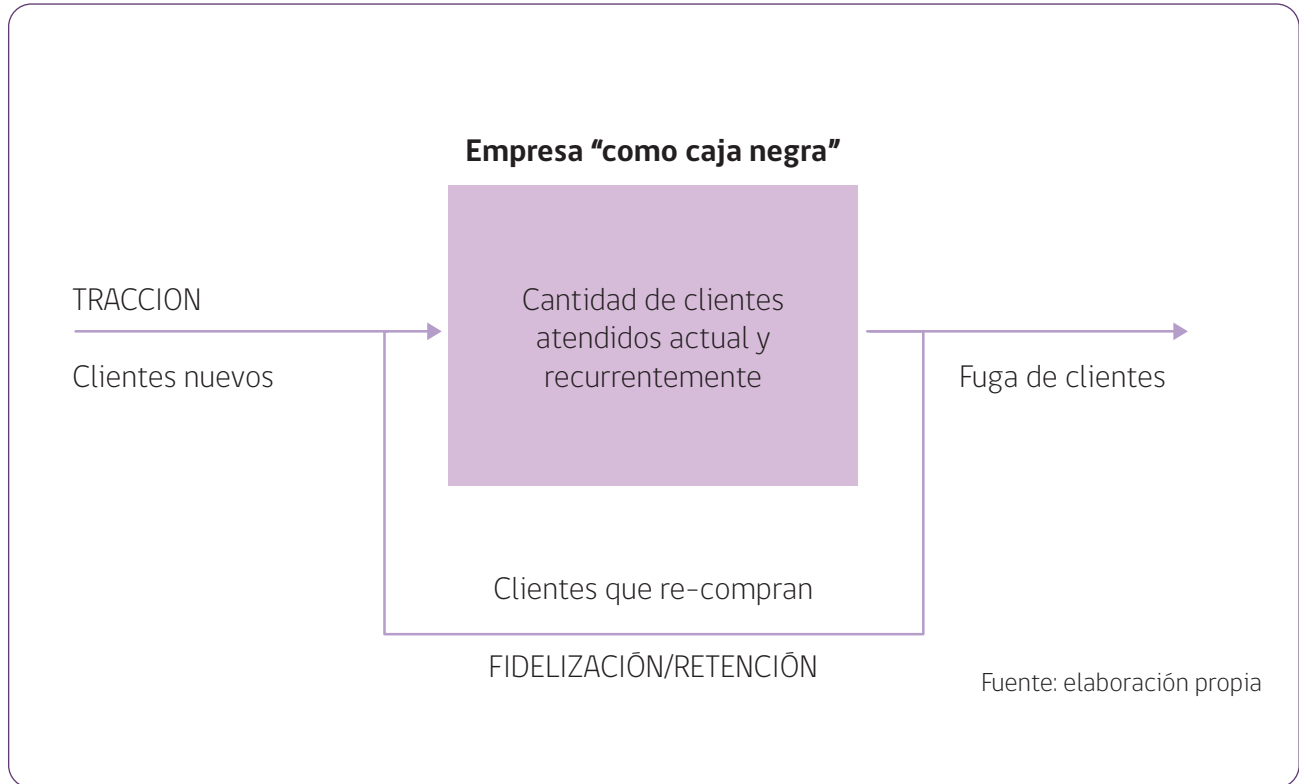 Empresa “como caja negra”
TRACCION
Clientes nuevos
Cantidad de clientes
atendidos actual y
recurrentemente
Fuga de clientes
Clientes que re-compran
FIDELIZACIÓN/RETENCIÓN
Fuente: elaboración propia